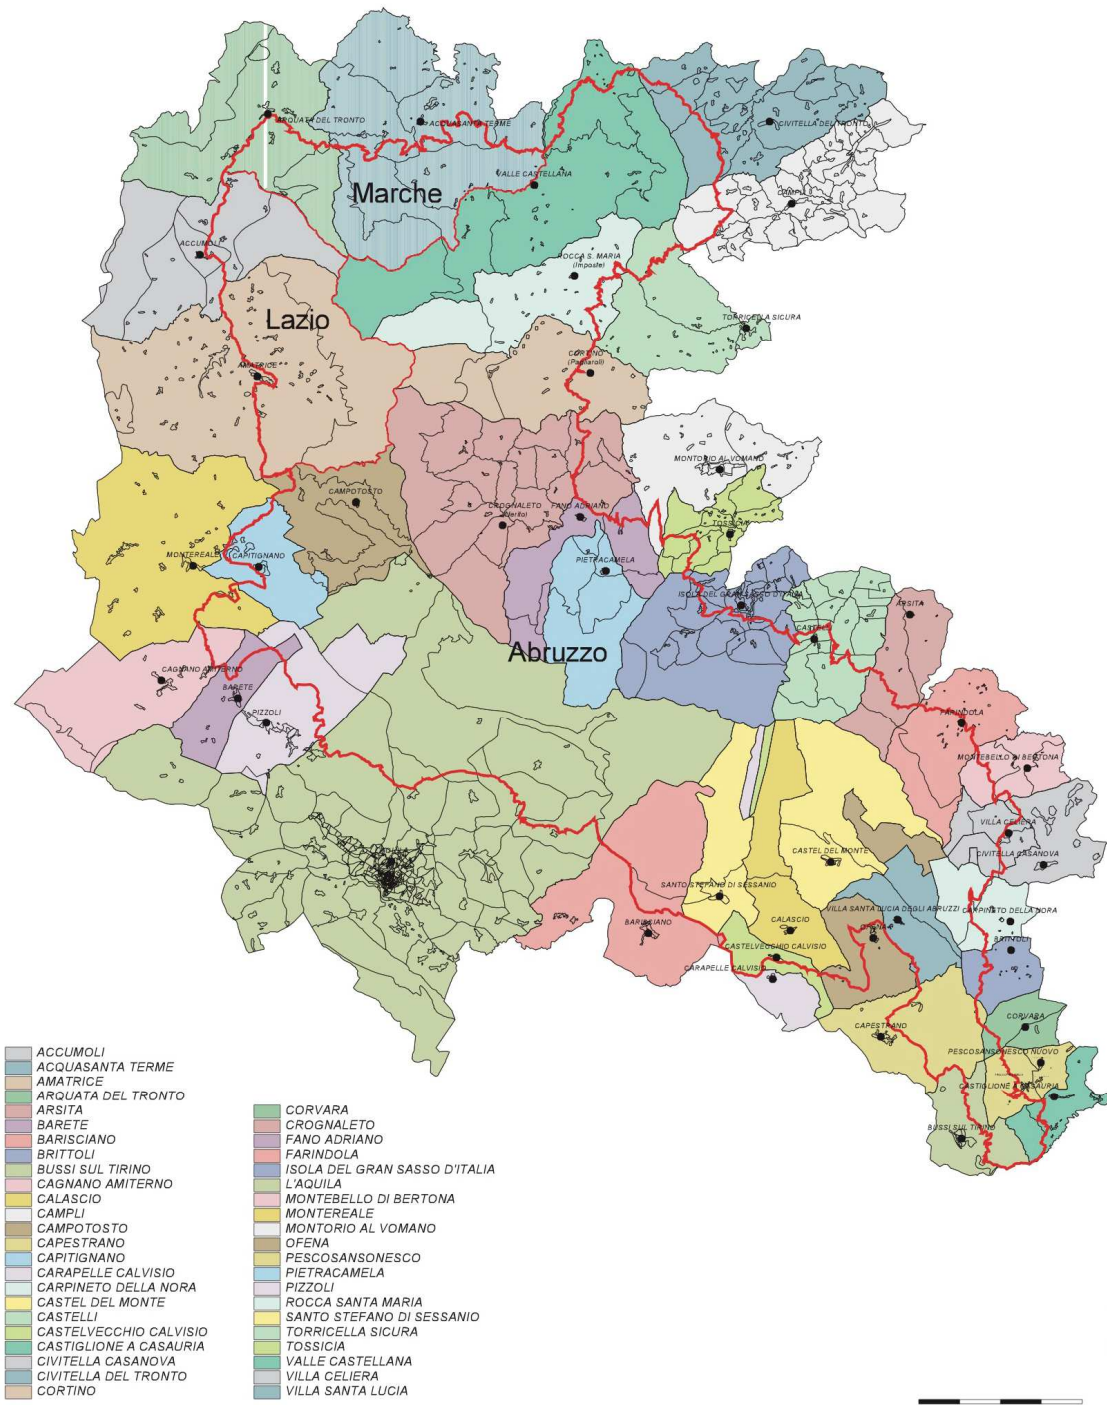 ARQUATA DEL TRONTO
ACQUASANTA TERME
CIVITELLA DEL TRONTO
VALLE CASTELLANA
Marche
CAMPLI
ACCUMOLI
ROCCA S. MARIA
(Imposte)
Lazio
TORRICELLA SICURA
CORTINO
(Pagliaroli)
AMATRICE
MONTORIO AL VOMANO
CAMPOTOSTO
CROGNALETO
(Nerito)
FANO ADRIANO
TOSSICIA
MONTEREALE
CAPITIGNANO
PIETRACAMELA
ISOLA DEL GRAN SASSO D'ITALIA
ARSITA
CASTELLI
Abruzzo
CAGNANO AMITERNO
BARETE
PIZZOLI
FARINDOLA
MONTEBELLO DI BERTONA
VILLA CELIERA
CASTEL DEL MONTE
CIVITELLA CASANOVA
SANTO STEFANO DI SESSANIO
VILLA SANTA LUCIA DEGLI ABRUZZI
CARPINETO DELLA NORA
BARISCIANO
CALASCIO
OFENA
BRITTOLI
CASTELVECCHIO CALVISIO
CARAPELLE CALVISIO
CORVARA
CAPESTRANO
PESCOSANSONESCO NUOVO
CASTIGLIONE A CASAURIA
BUSSI SUL TIRINO
ACCUMOLI
ACQUASANTA TERME
AMATRICE
ARQUATA DEL TRONTO
ARSITA
BARETE
BARISCIANO
BRITTOLI
BUSSI SUL TIRINO
CAGNANO AMITERNO
CALASCIO
CAMPLI
CAMPOTOSTO
CAPESTRANO
CAPITIGNANO
CARAPELLE CALVISIO
CARPINETO DELLA NORA
CASTEL DEL MONTE
CASTELLI
CASTELVECCHIO CALVISIO
CASTIGLIONE A CASAURIA
CIVITELLA CASANOVA
CIVITELLA DEL TRONTO
CORTINO
CORVARA
CROGNALETO
FANO ADRIANO
FARINDOLA
ISOLA DEL GRAN SASSO D'ITALIA
L'AQUILA
MONTEBELLO DI BERTONA
MONTEREALE
MONTORIO AL VOMANO
OFENA
PESCOSANSONESCO
PIETRACAMELA
PIZZOLI
ROCCA SANTA MARIA
SANTO STEFANO DI SESSANIO
TORRICELLA SICURA
TOSSICIA
VALLE CASTELLANA
VILLA CELIERA
VILLA SANTA LUCIA